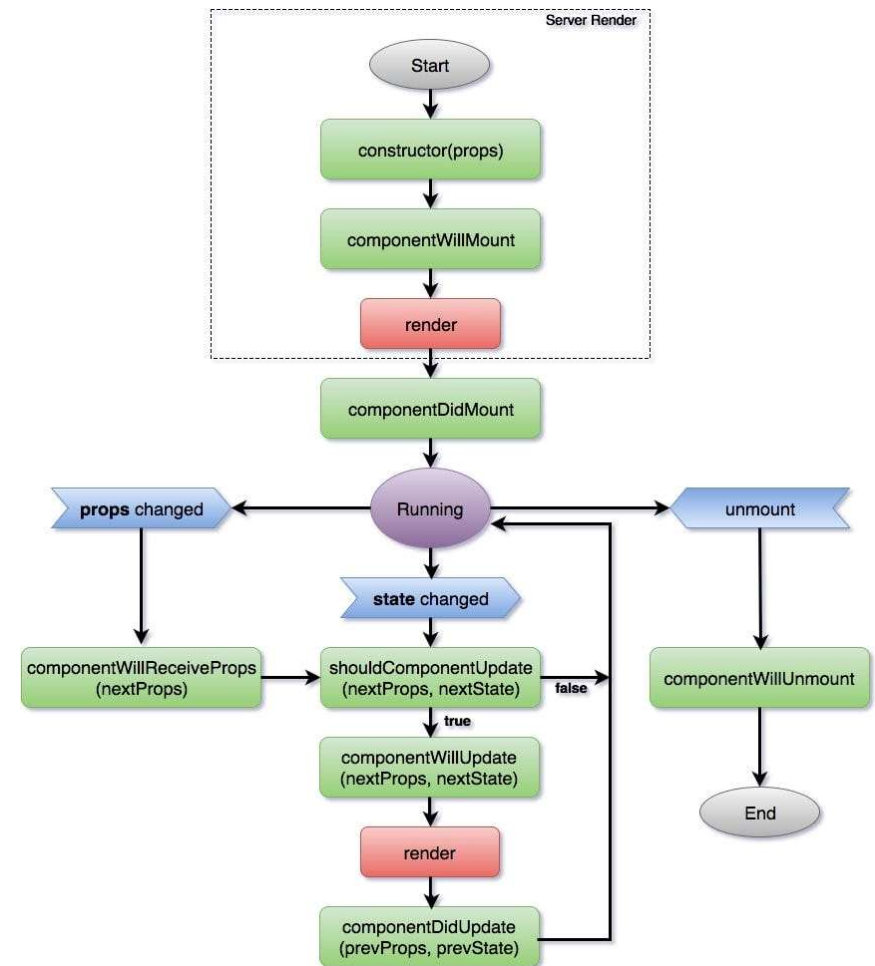 Server Render
Start
constructor(props)
componentWillMount
render
componentDidMount
props changed
Running
unmount
state changed
componentWillReceiveProps
(nextProps)
shouldComponentUpdate
(nextProps, nextState)
false
componentWillUnmount
true
componentWillUpdate
(nextProps, nextState)
End
render
componentDidUpdate
(prevProps, prevState)